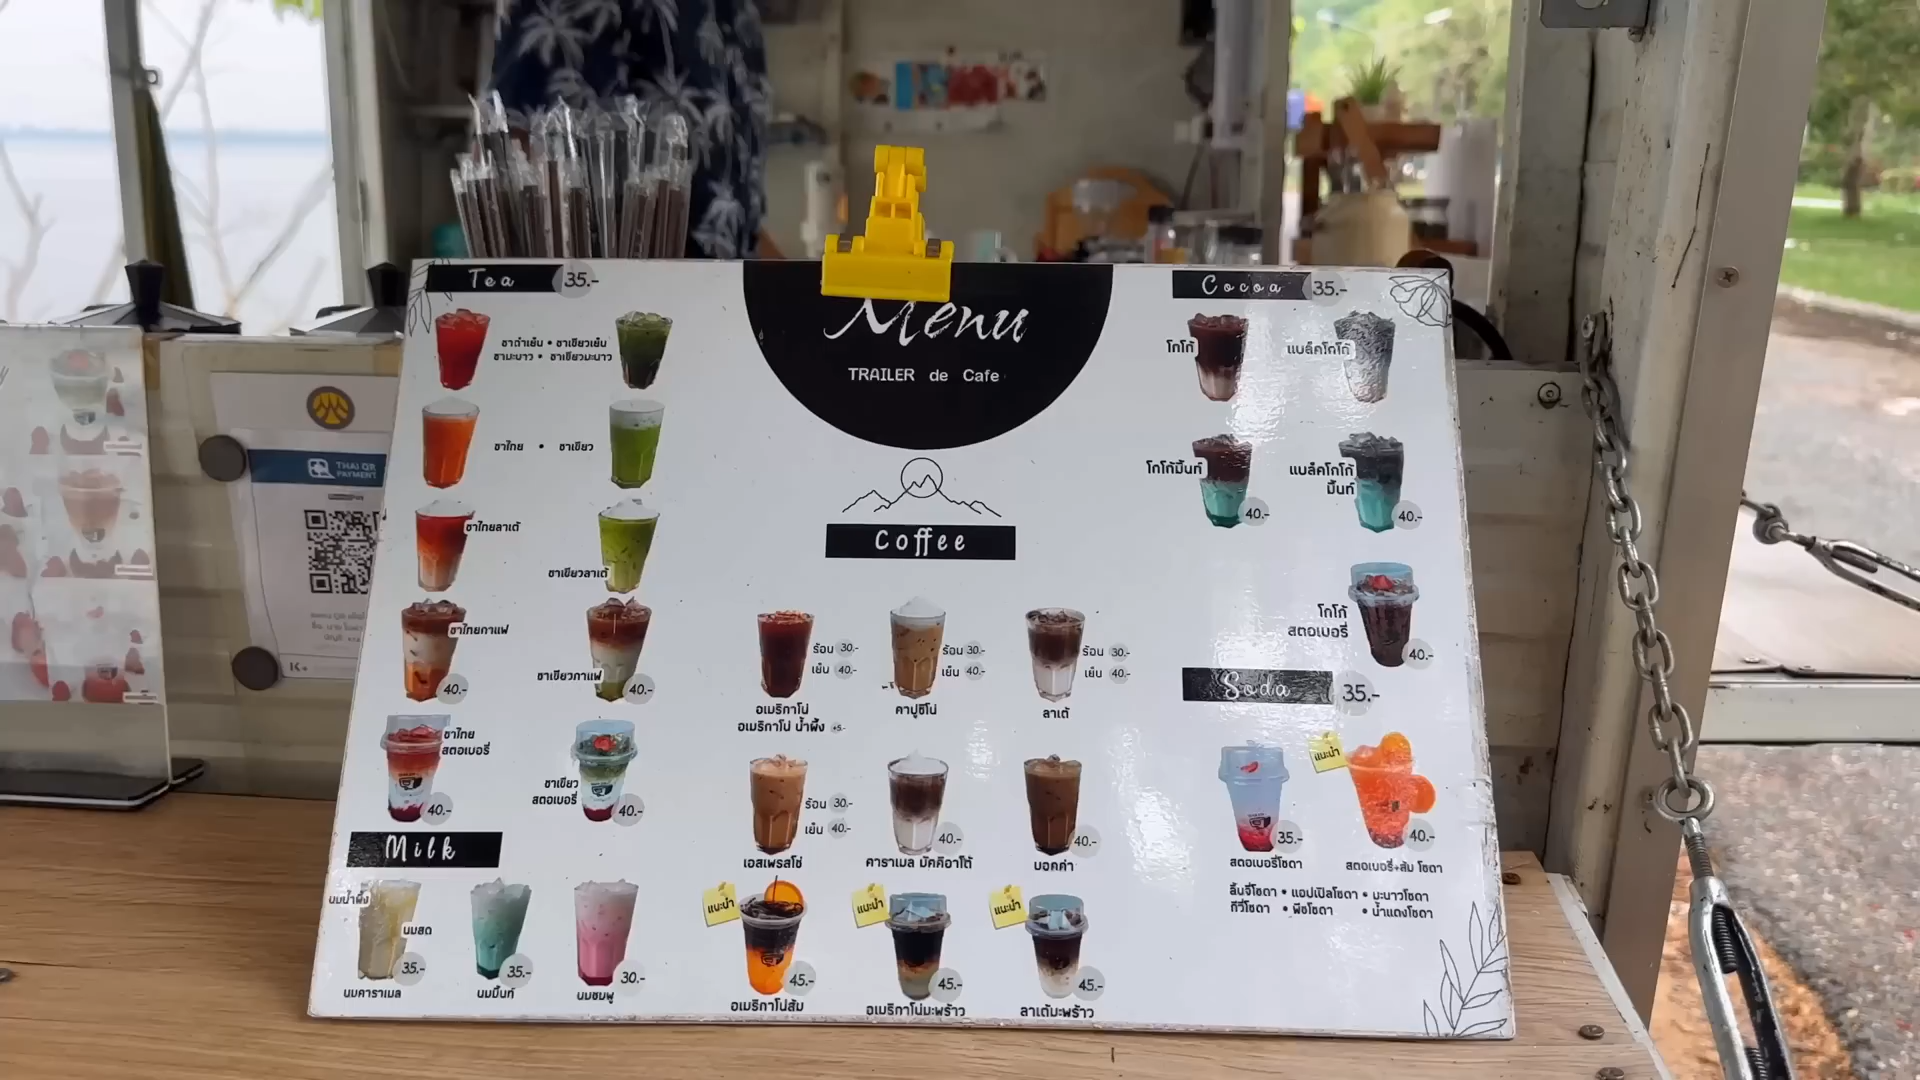 Menu
TRAILER de Cafe
Tea 35.-
ชาดำเย็น • ชาเขียวเย็น
ชามะนาว • ชาเขียวมะนาว
ชาไทย • ชาเขียว
ชาไทยลาเต้
ชาเขียวลาเต้
ชาไทยกาแฟ
40.-
ชาเขียวกาแฟ
40.-
ชาไทย
สตอเบอรี่
40.-
ชาเขียว
สตอเบอรี่
40.-
Milk
นมน้ำผึ้ง
นมสด
35.-
นมคาราเมล
35.-
นมมิ้นท์
30.-
นมชมพู
Coffee
ร้อน 30.-
เย็น 40.-
อเมริกาโน่
อเมริกาโน่ น้ำผึ้ง +5.-
ร้อน 30.-
เย็น 40.-
คาปูชิโน่
ร้อน 30.-
เย็น 40.-
ลาเต้
ร้อน 30.-
เย็น 40.-
เอสเพรสโซ่
40.-
คาราเมล มัคคิอาโต้
40.-
มอคค่า
แนะนำ
45.-
อเมริกาโน่ส้ม
แนะนำ
45.-
อเมริกาโน่มะพร้าว
แนะนำ
45.-
ลาเต้มะพร้าว
Cocoa 35.-
โกโก้
แบล็คโกโก้
โกโก้มิ้นท์
40.-
แบล็คโกโก้
มิ้นท์
40.-
โกโก้
สตอเบอรี่
40.-
Soda 35.-
35.-
สตอเบอรี่โซดา
แนะนำ
40.-
สตอเบอรี่+ส้ม โซดา
ลิ้นจี่โซดา • แอปเปิลโซดา • มะนาวโซดา
กีวี่โซดา • พีชโซดา • น้ำแดงโซดา
THAI QR
PAYMENT
K+